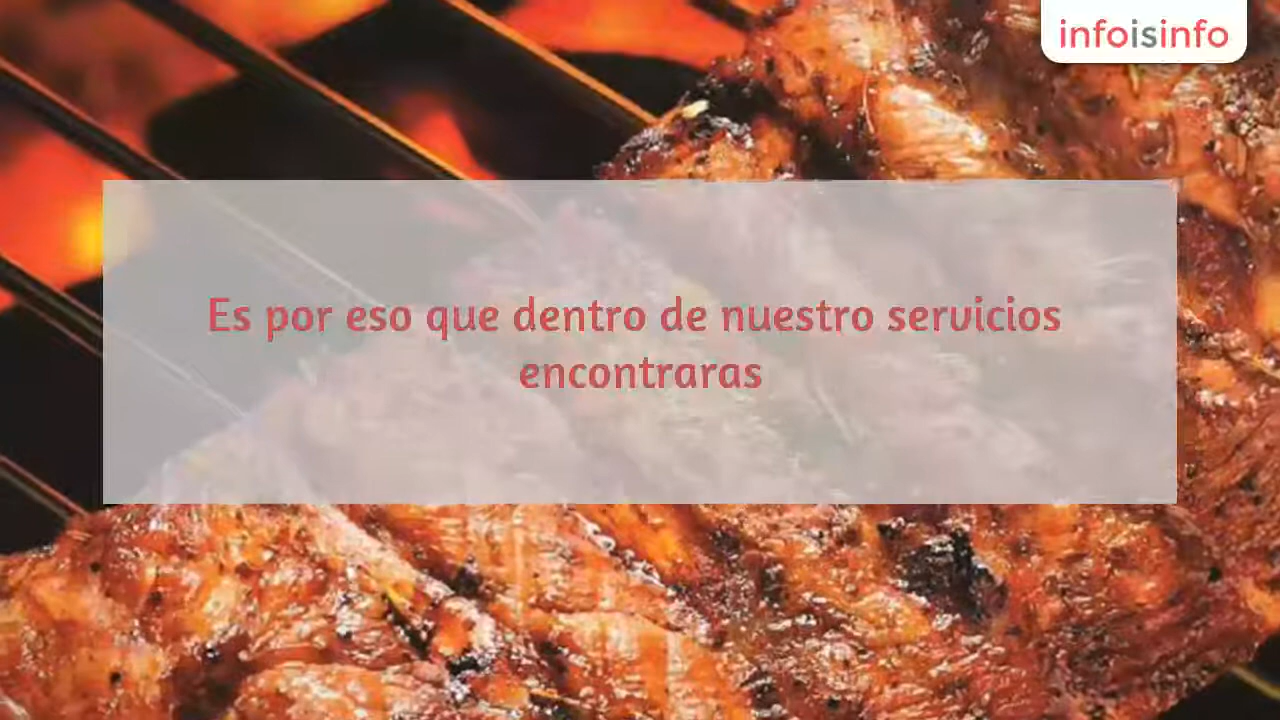 infoisinfo
Es por eso que dentro de nuestro servicios
encontraras